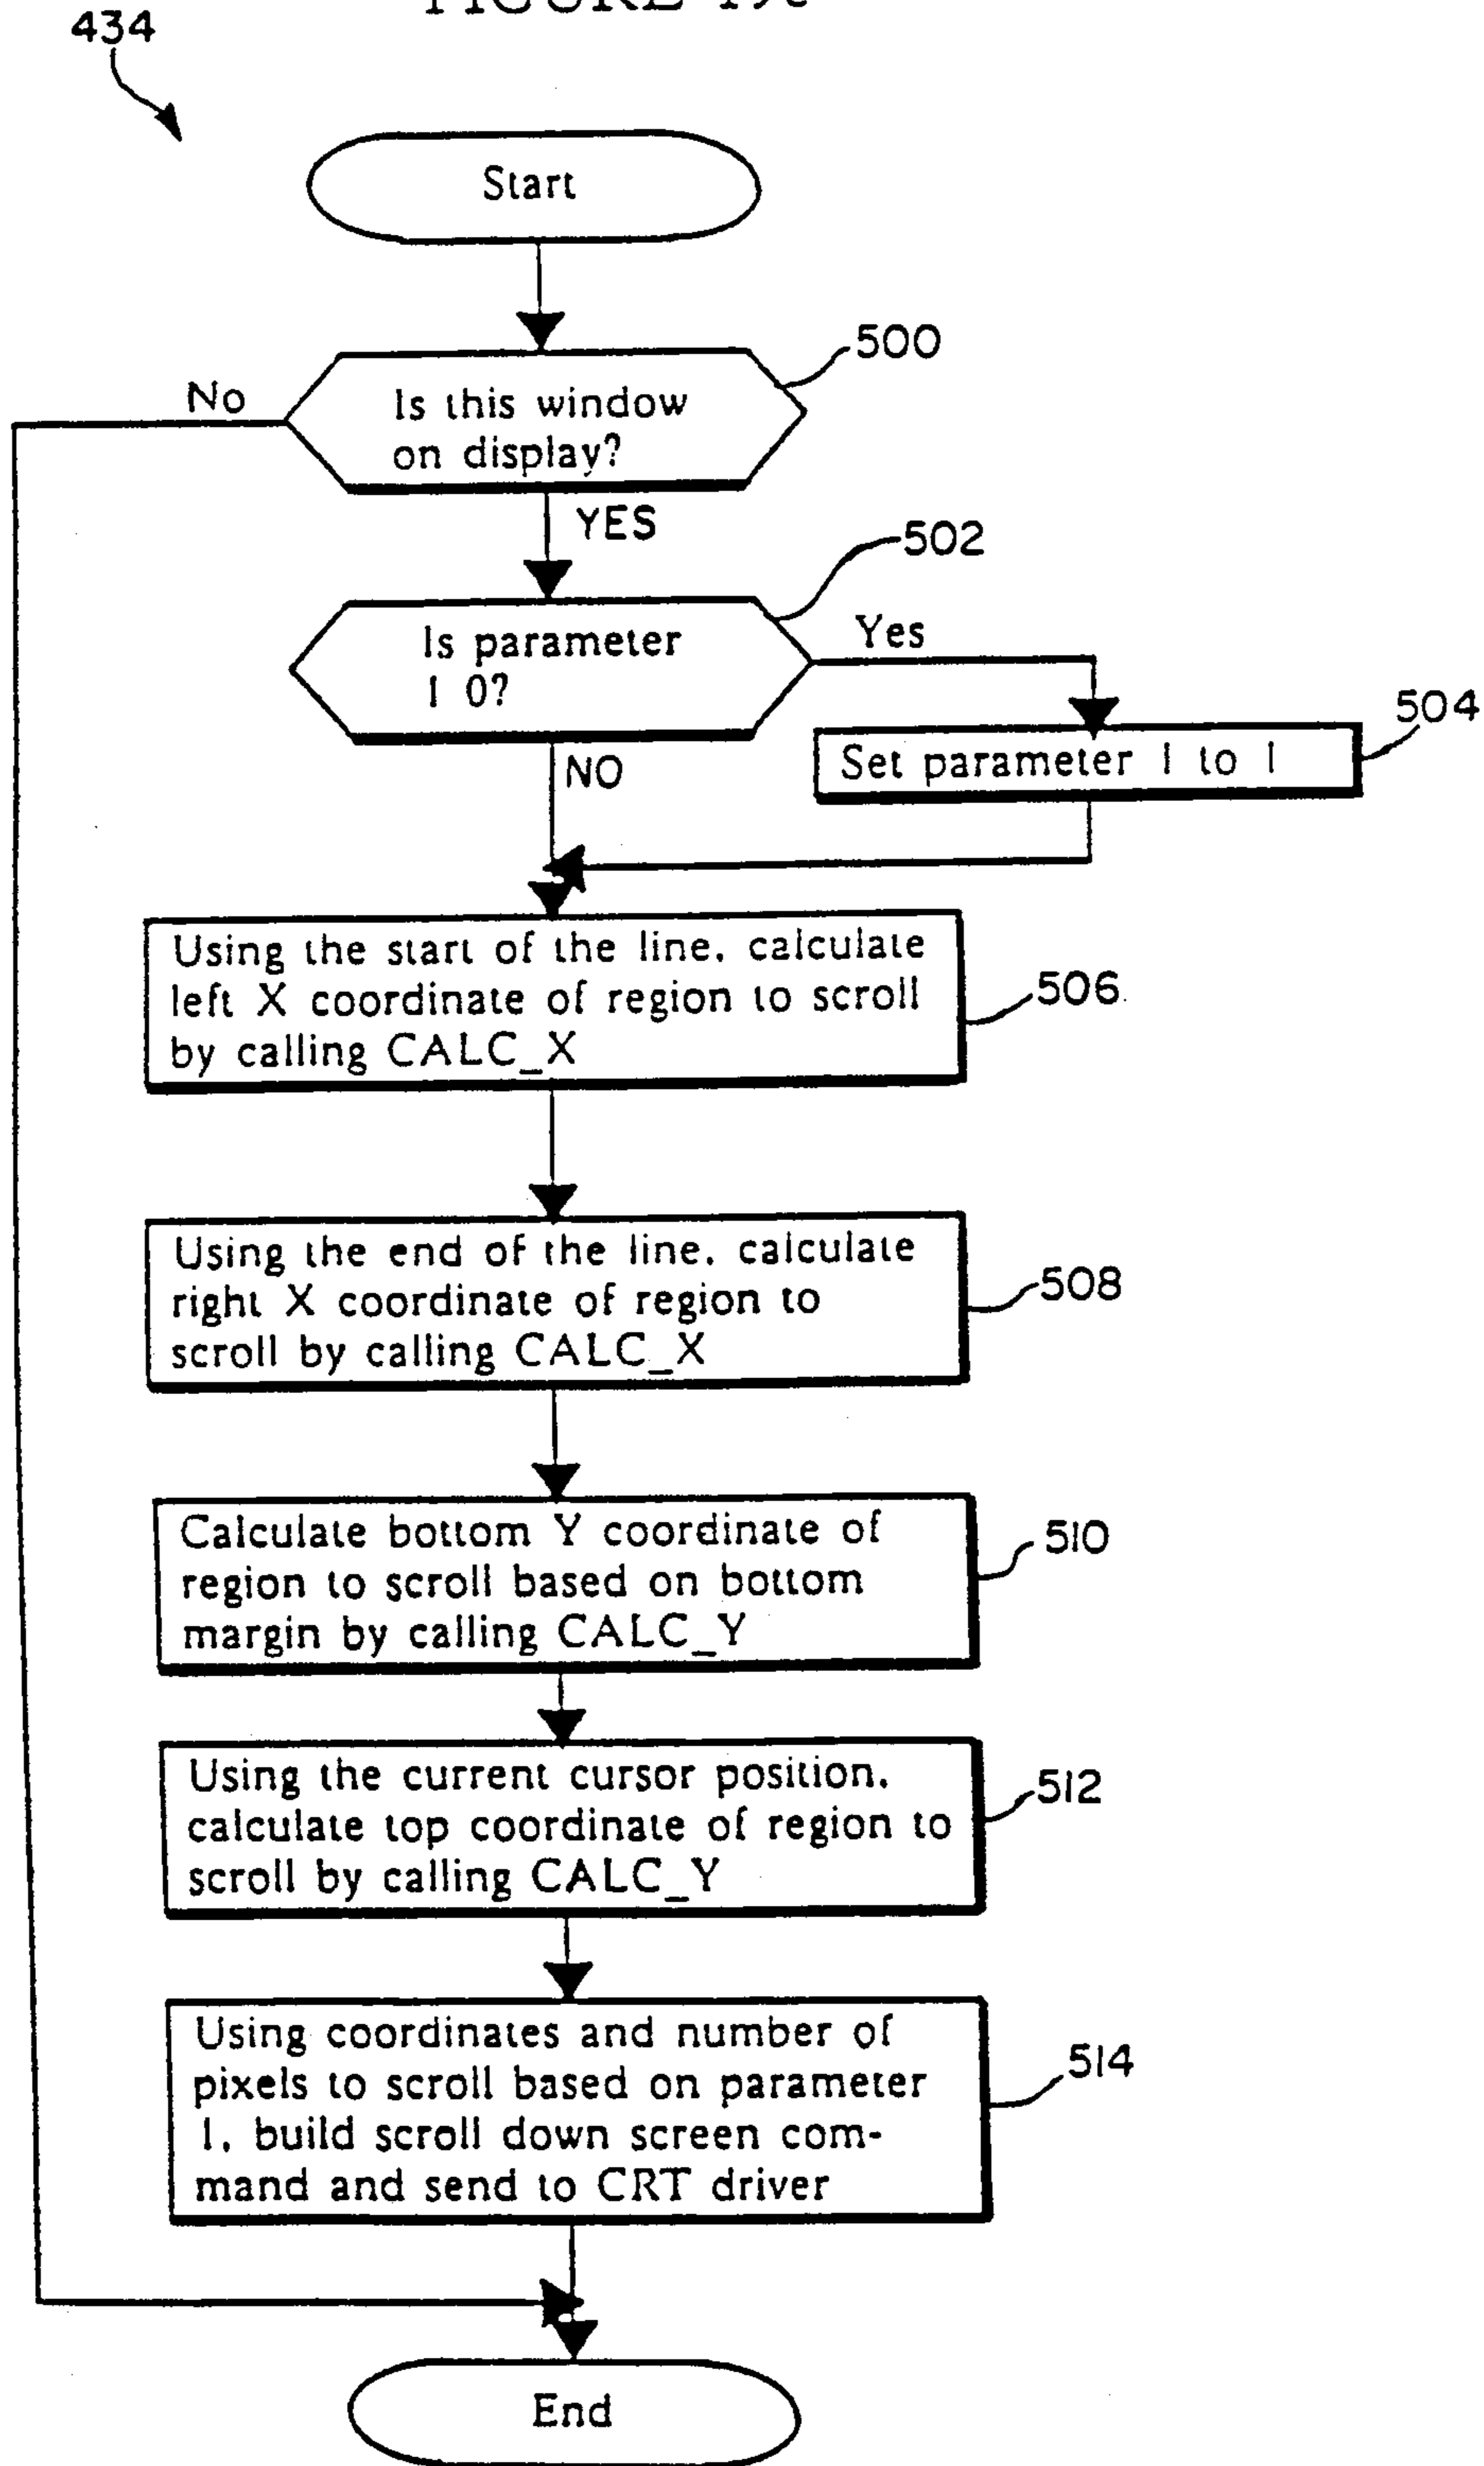 434
Start
500
No
Is this window
on display?
YES
502
Is parameter
1 0?
Yes
504
Set parameter 1 to 1
NO
Using the start of the line, calculate
left X coordinate of region to scroll
by calling CALC_X
506
Using the end of the line, calculate
right X coordinate of region to
scroll by calling CALC_X
508
Calculate bottom Y coordinate of
region to scroll based on bottom
margin by calling CALC_Y
510
Using the current cursor position,
calculate top coordinate of region to
scroll by calling CALC_Y
512
Using coordinates and number of
pixels to scroll based on parameter
1, build scroll down screen com-
mand and send to CRT driver
514
End